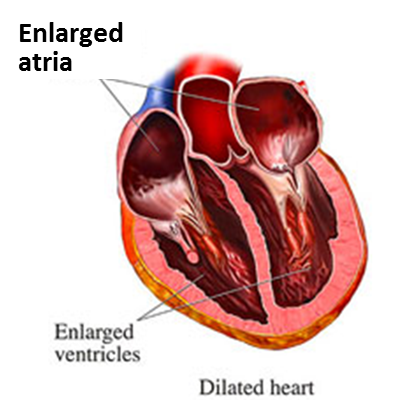 Enlarged
atria
Enlarged
ventricles
Dilated heart